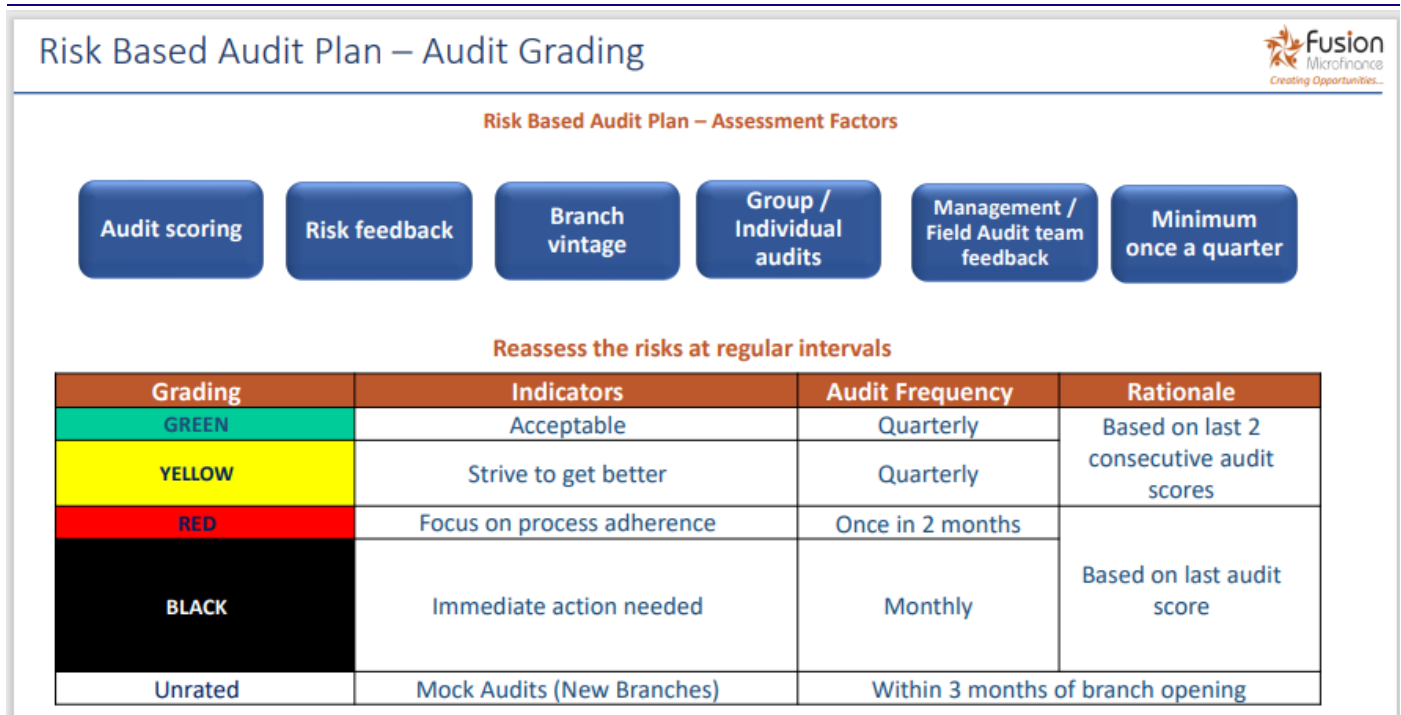 Risk Based Audit Plan – Audit Grading
Fusion
Microfinance
Creating Opportunities...
Risk Based Audit Plan – Assessment Factors
Audit scoring
Risk feedback
Branch
vintage
Group /
Individual
audits
Management /
Field Audit team
feedback
Minimum
once a quarter
Reassess the risks at regular intervals
Grading Indicators Audit Frequency Rationale
GREEN Acceptable Quarterly Based on last 2
consecutive audit
scores
YELLOW Strive to get better Quarterly
RED Focus on process adherence Once in 2 months
Based on last audit
score
BLACK Immediate action needed Monthly
Unrated Mock Audits (New Branches) Within 3 months of branch opening